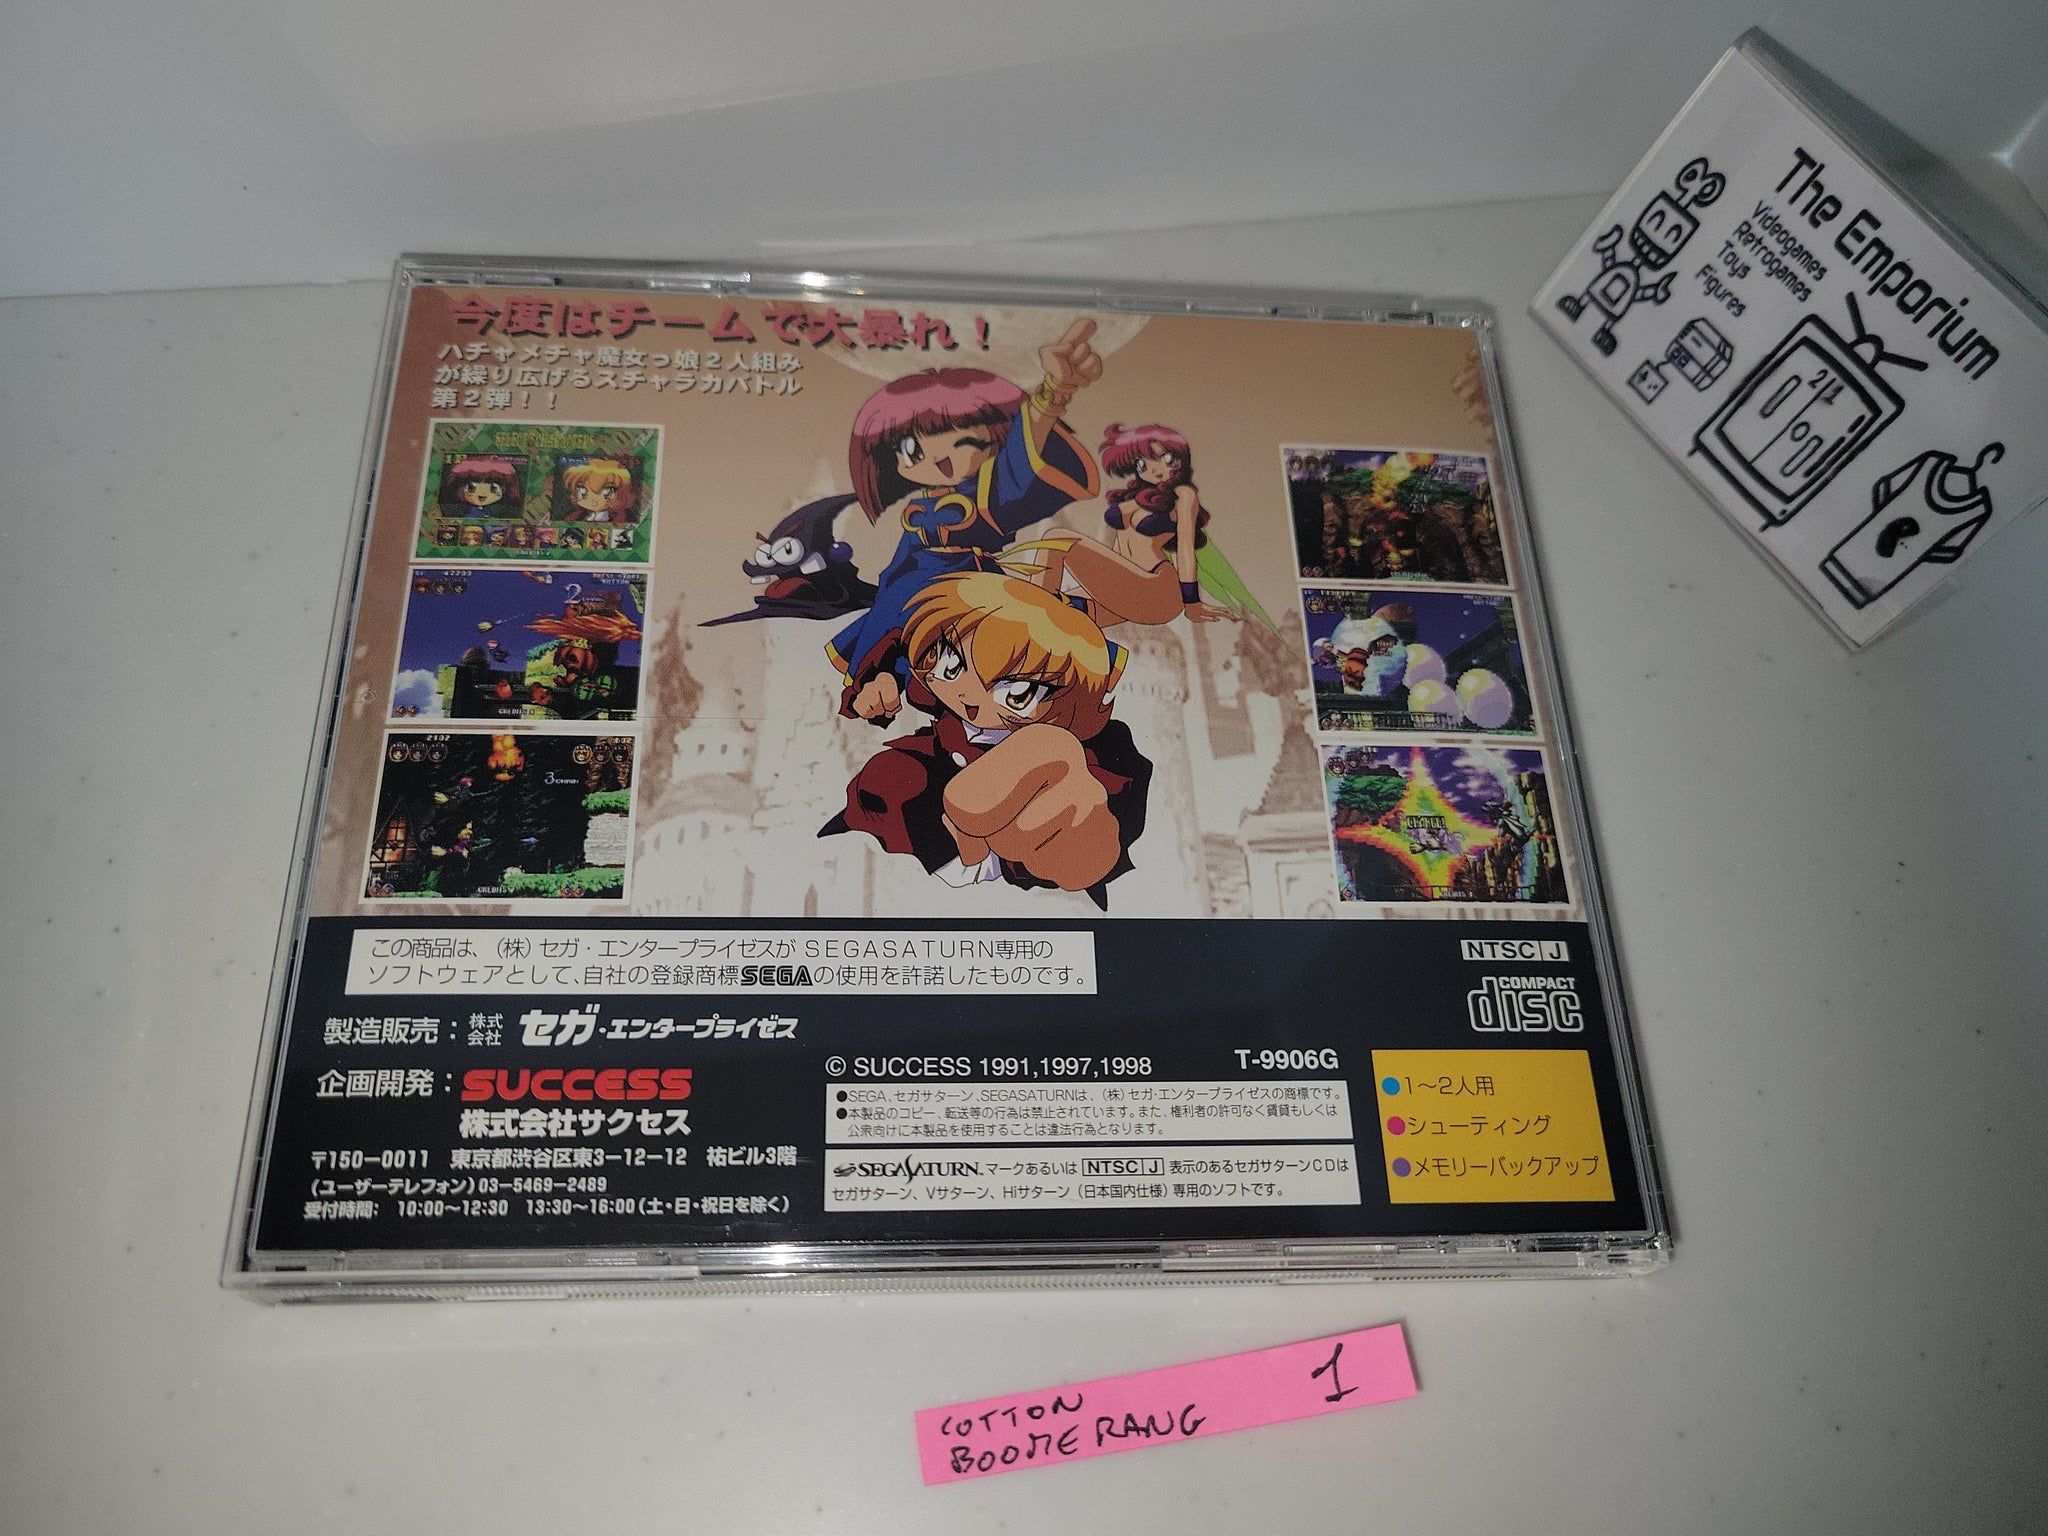 The Emporium
Videogames
Retrogames
Toys
Figures
今度はチームで大暴れ！
ハチャメチャ魔女っ娘２人組み
が繰り広げるスチャラカバトル
第２弾！！
この商品は、（株）セガ・エンタープライゼスがSEGASATURN専用の
ソフトウェアとして、自社の登録商標SEGAの使用を許諾したものです。
NTSC J
COMPACT
disc
製造販売：株式会社 セガ・エンタープライゼス
企画開発：SUCCESS
株式会社サクセス
〒150-0011 東京都渋谷区東3-12-12 祐ビル3階
(ユーザーテレフォン)03-5469-2489
受付時間: 10:00〜12:30 13:30〜16:00(土・日・祝日を除く)
© SUCCESS 1991,1997,1998
T-9906G
●SEGA、セガサターン、SEGASATURNは、（株）セガ・エンタープライゼスの商標です。
●本製品のコピー、転送等の行為は禁止されています。また、権利者の許可なく賃貸もしくは
公衆向けに本製品を使用することは違法行為となります。
SEGASATURN™マークあるいは NTSC J 表示のあるセガサターンCDは
セガサターン、Vサターン、Hiサターン（日本国内仕様）専用のソフトです。
●1〜2人用
●シューティング
●メモリーバックアップ
COTTON
BOOMERANG
1